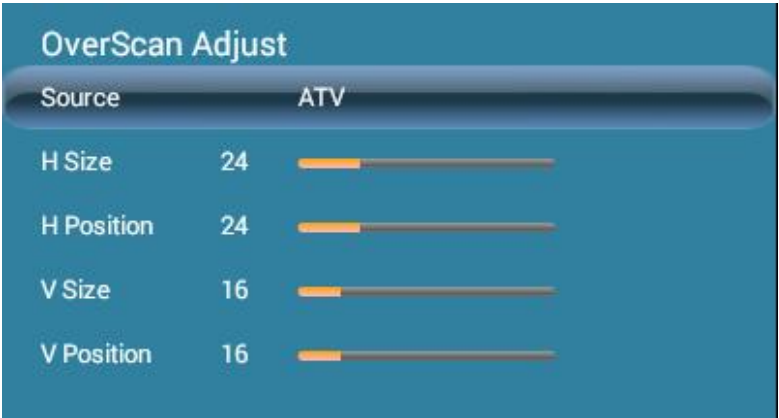 OverScan Adjust
Source ATV
H Size 24
H Position 24
V Size 16
V Position 16